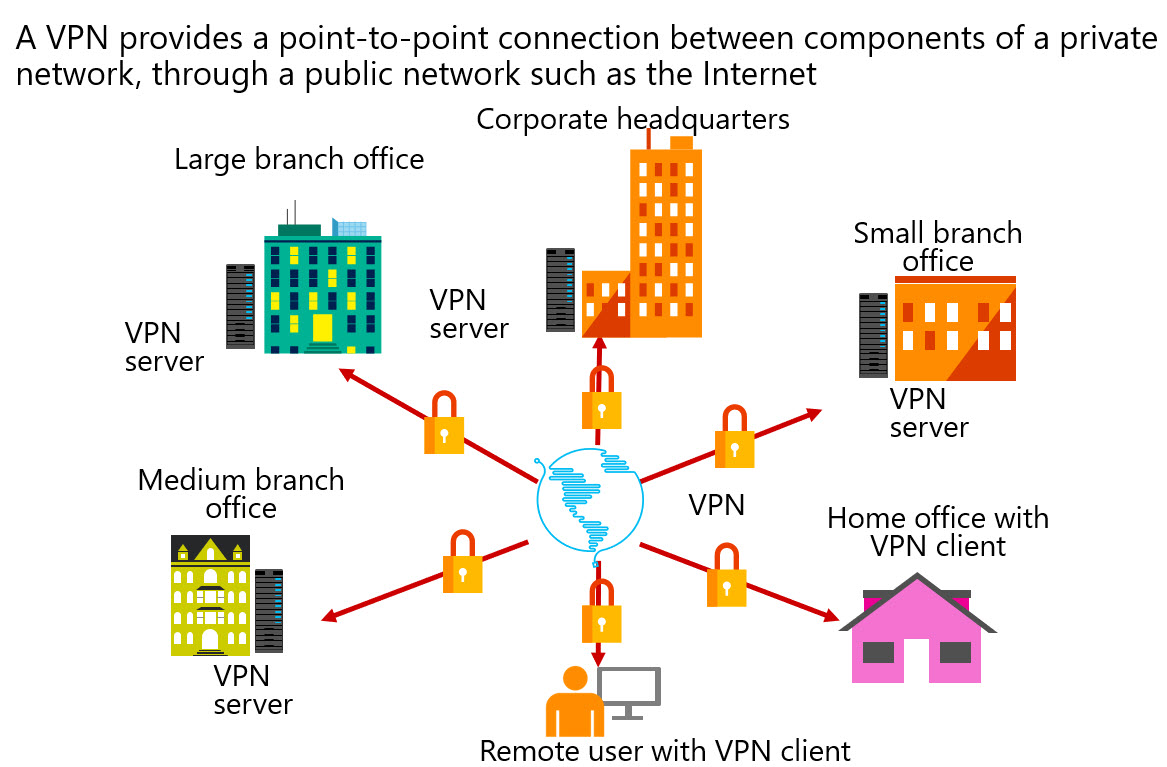 A VPN provides a point-to-point connection between components of a private
network, through a public network such as the Internet
Corporate headquarters
Large branch office
Small branch
office
VPN
server
VPN
server
VPN
server
Medium branch
office
VPN
Home office with
VPN client
VPN
server
Remote user with VPN client